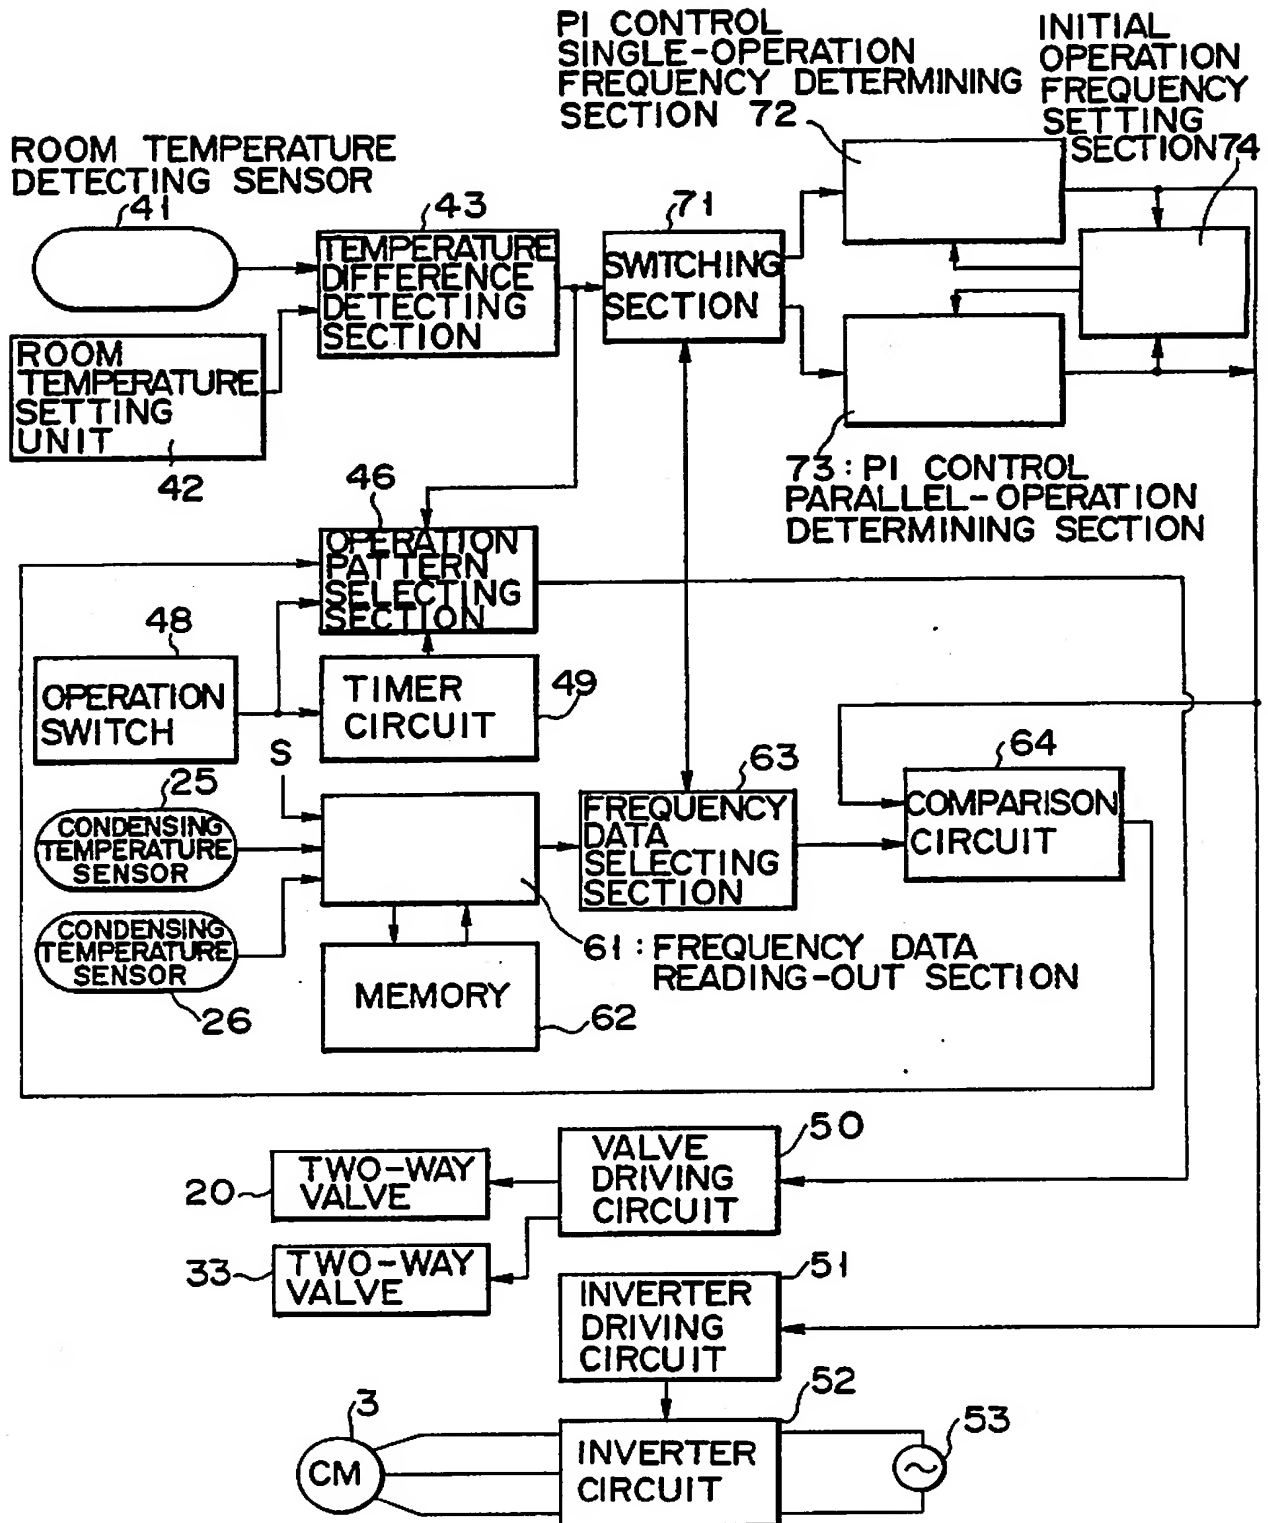 PI CONTROL
SINGLE-OPERATION
FREQUENCY DETERMINING
SECTION 72
INITIAL
OPERATION
FREQUENCY
SETTING
SECTION 74
ROOM TEMPERATURE
DETECTING SENSOR
41
43
TEMPERATURE
DIFFERENCE
DETECTING
SECTION
71
SWITCHING
SECTION
ROOM
TEMPERATURE
SETTING
UNIT
42
73: PI CONTROL
PARALLEL-OPERATION
DETERMINING SECTION
46
OPERATION
PATTERN
SELECTING
SECTION
48
OPERATION
SWITCH
TIMER
CIRCUIT
49
S
25
CONDENSING
TEMPERATURE
SENSOR
CONDENSING
TEMPERATURE
SENSOR
26
63
FREQUENCY
DATA
SELECTING
SECTION
64
COMPARISON
CIRCUIT
61: FREQUENCY DATA
READING-OUT SECTION
MEMORY
62
50
VALVE
DRIVING
CIRCUIT
20
TWO-WAY
VALVE
33
TWO-WAY
VALVE
51
INVERTER
DRIVING
CIRCUIT
52
INVERTER
CIRCUIT
3
CM
53